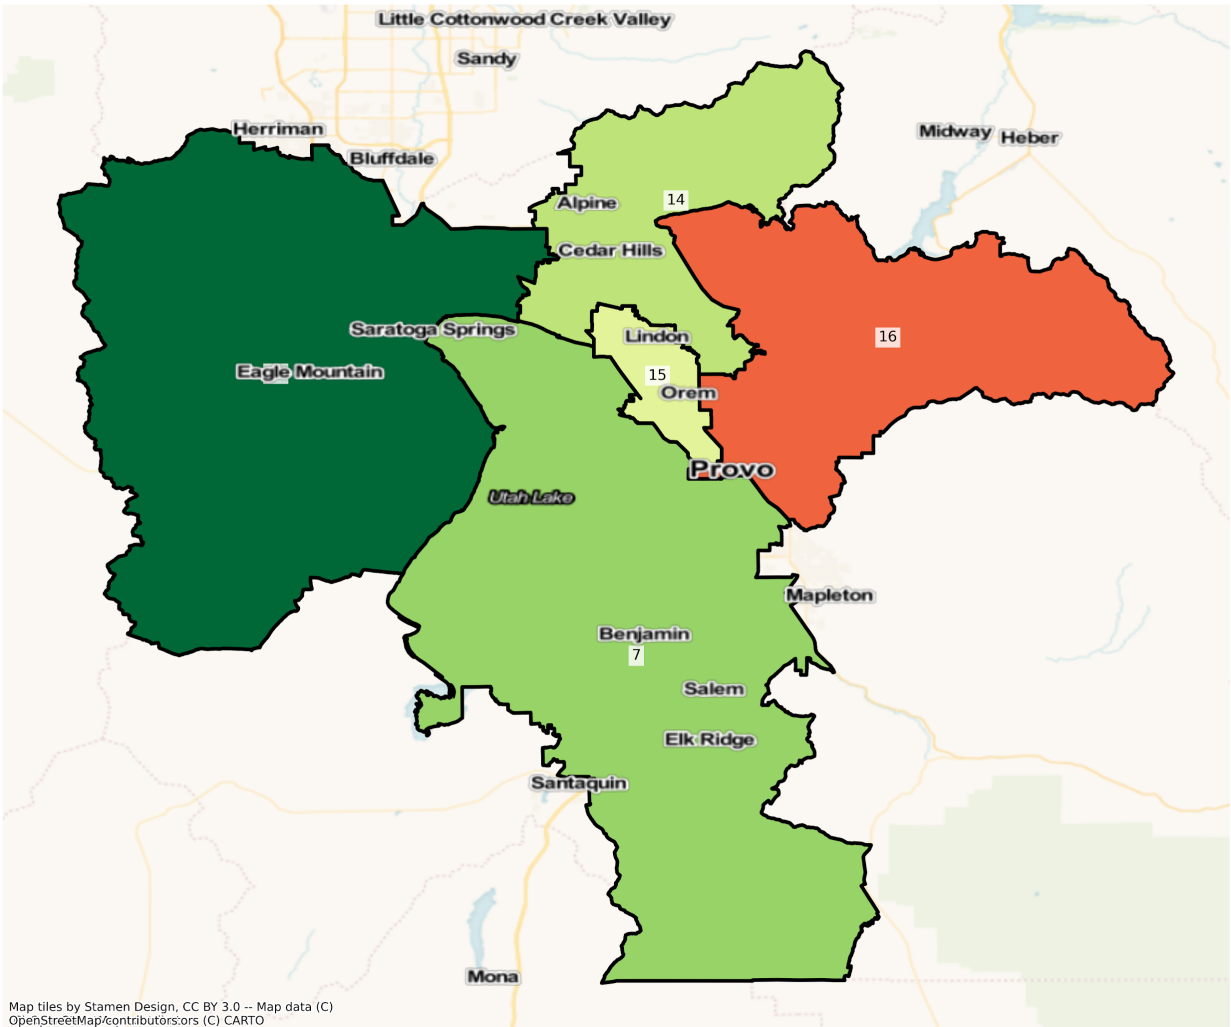 Little Cottonwood Creek Valley
Sandy
Herriman
Midway
Heber
Bluffdale
14
Alpine
Cedar Hills
Saratoga Springs
Lindon
16
Eagle Mountain
15
Orem
Provo
Utah Lake
Mapleton
Benjamin
7
Salem
Elk Ridge
Santaquin
Mona
Map tiles by Stamen Design, CC BY 3.0 -- Map data (C)
OpenStreetMap contributors (C) CARTO